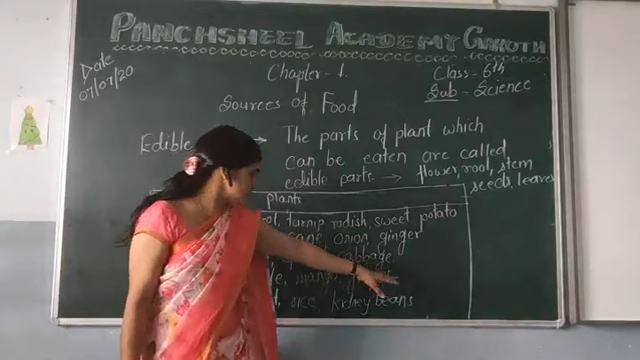 PANCHSHEEL ACADEMY GAROTH
Date
07/07/20
Chapter - 1.
Class - 6th
Sub - Science
Sources of Food
Edible → The parts of plant which
can be eaten are called
edible parts. → flower, root, stem
seeds, leaves
plants
turnip radish, sweet potato
cane, onion, ginger
cabbage
rice, kidney beans